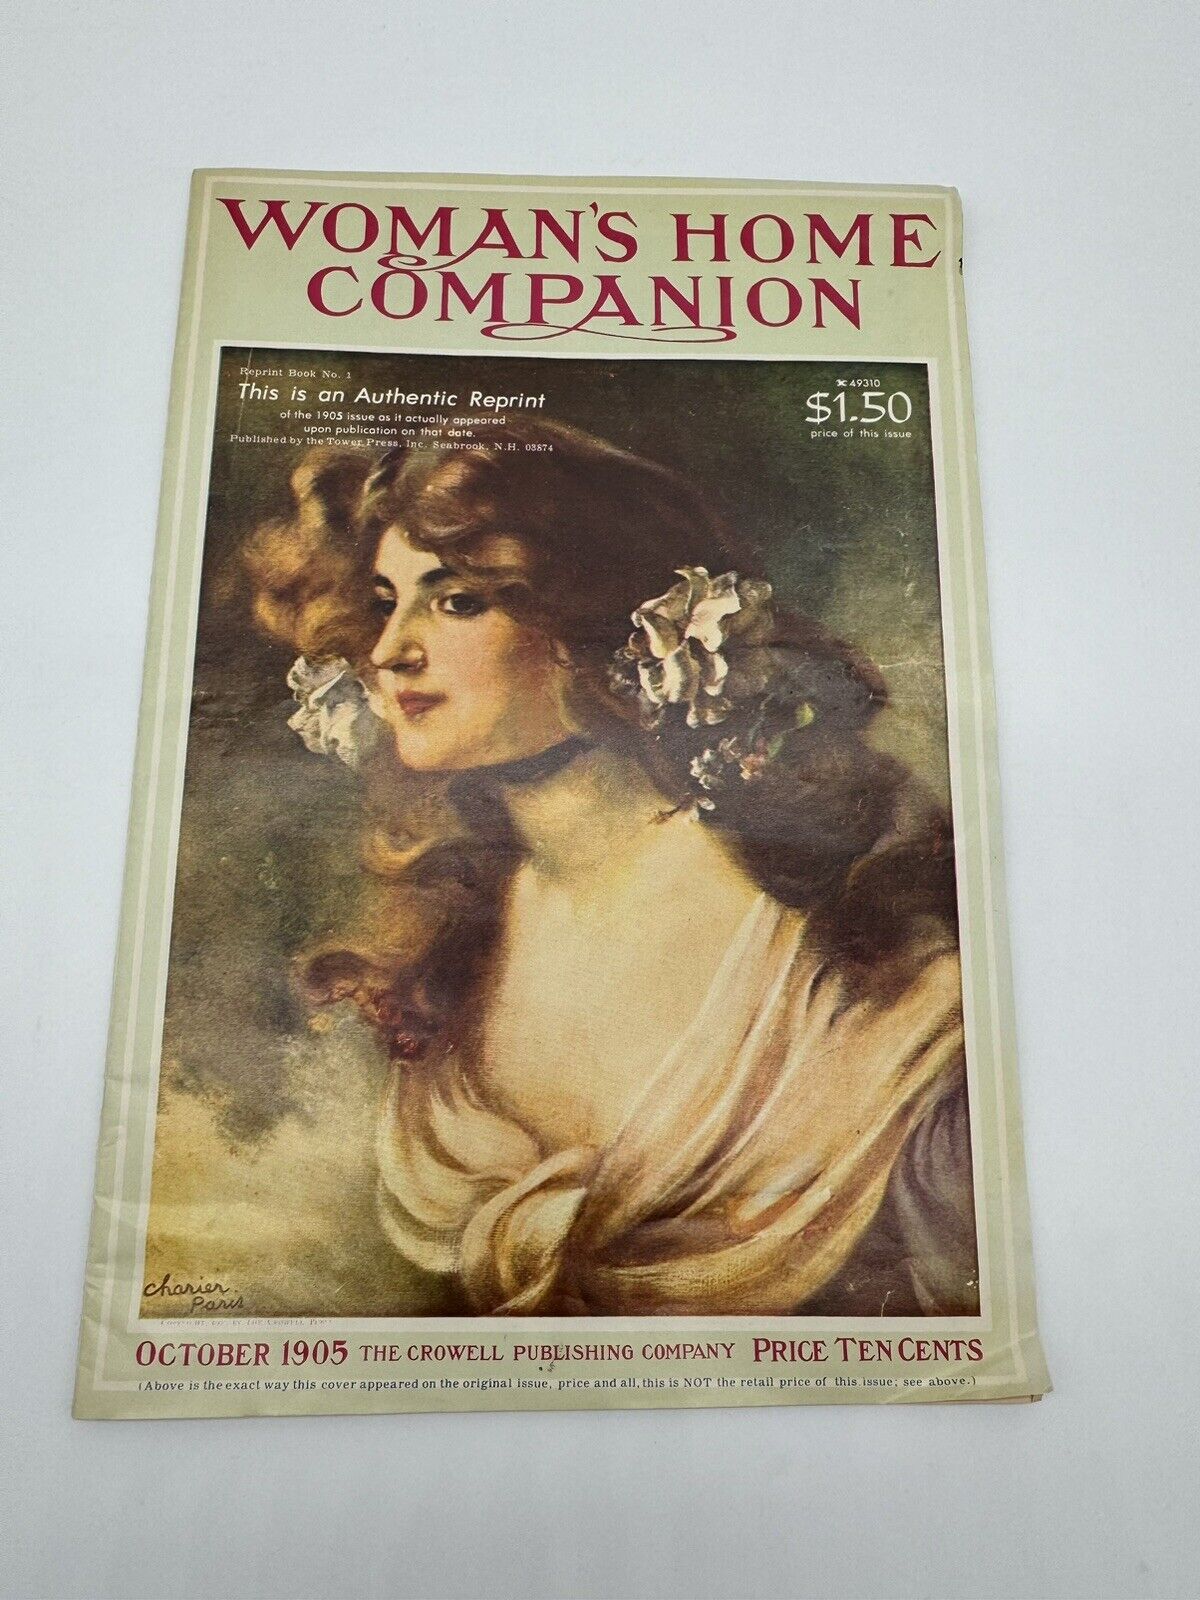 WOMAN'S HOME
COMPANION
Reprint Book No. 1
This is an Authentic Reprint
of the 1905 issue as it actually appeared
upon publication on that date.
Published by the Tower Press, Inc. Seabrook, N.H. 03874
49310
$1.50
price of this issue
Charier
Paris
BY THE CROWELL
OCTOBER 1905 THE CROWELL PUBLISHING COMPANY PRICE TEN CENTS
(Above is the exact way this cover appeared on the original issue, price and all, this is NOT the retail price of this issue; see above.)